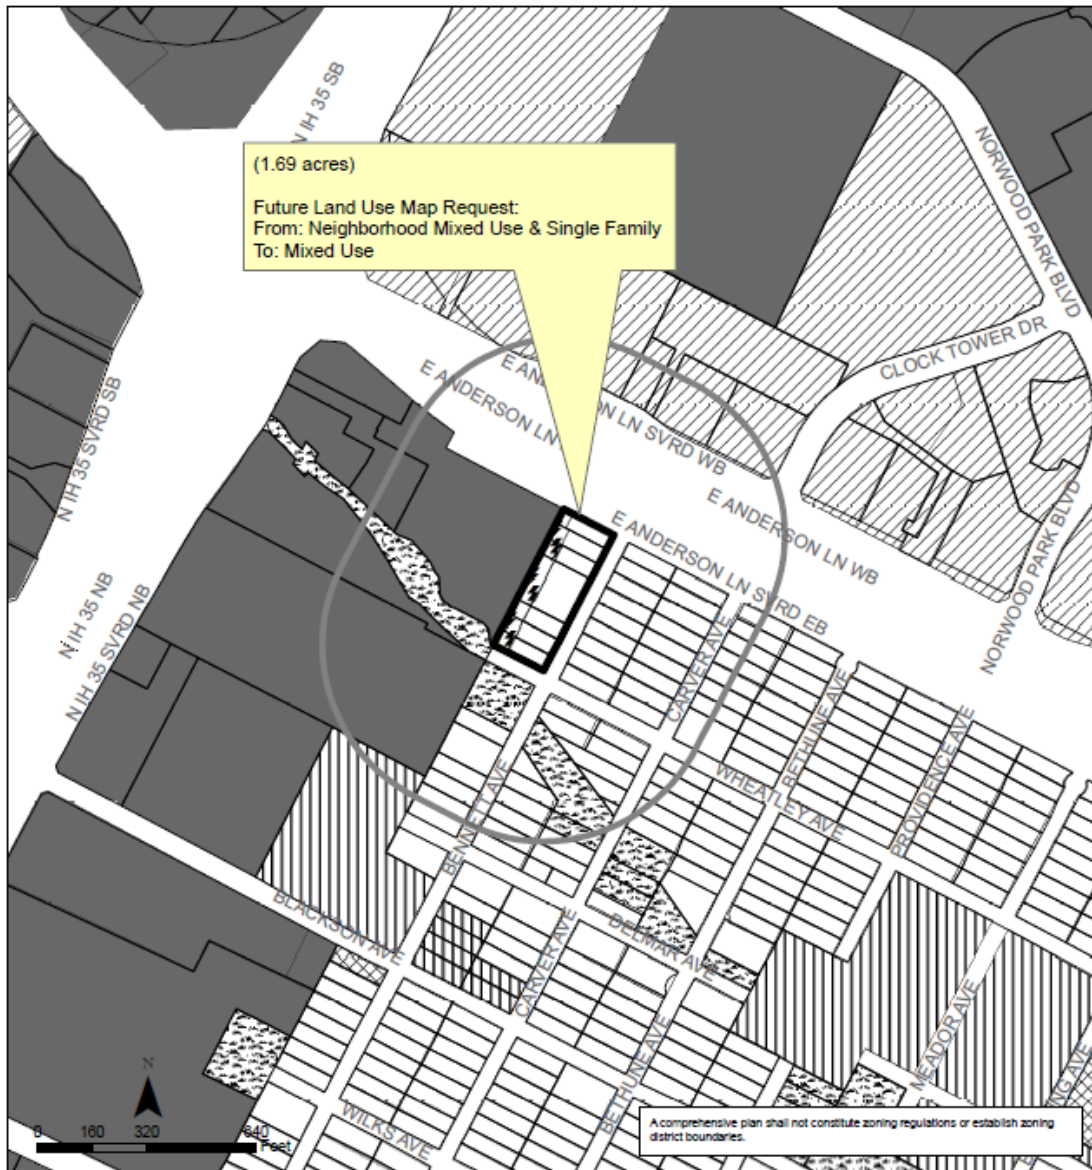 N IH 35 SB
NORWOOD PARK BLVD
(1.69 acres)
Future Land Use Map Request:
From: Neighborhood Mixed Use & Single Family
To: Mixed Use
CLOCK TOWER DR
E ANDERSON LN SVRD WB
E ANDERSON LN
N IH 35 SVRD SB
E ANDERSON LN WB
E ANDERSON LN SVRD EB
NORWOOD PARK BLVD
N IH 35 NB
N IH 35 SVRD NB
CARVER AVE
BETHUNE AVE
PROVIDENCE AVE
WHEATLEY AVE
BENNETT AVE
BLACKSON AVE
DELMAR AVE
CARVER AVE
MEADOR AVE
BETHUNE AVE
WILKS AVE
N
0 160 320 640
Feet
A comprehensive plan shall not constitute zoning regulations or establish zoning
district boundaries.